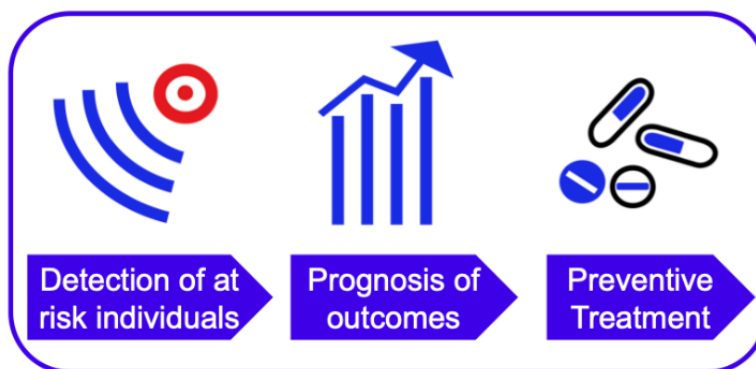 Detection of at
risk individuals
Prognosis of
outcomes
Preventive
Treatment